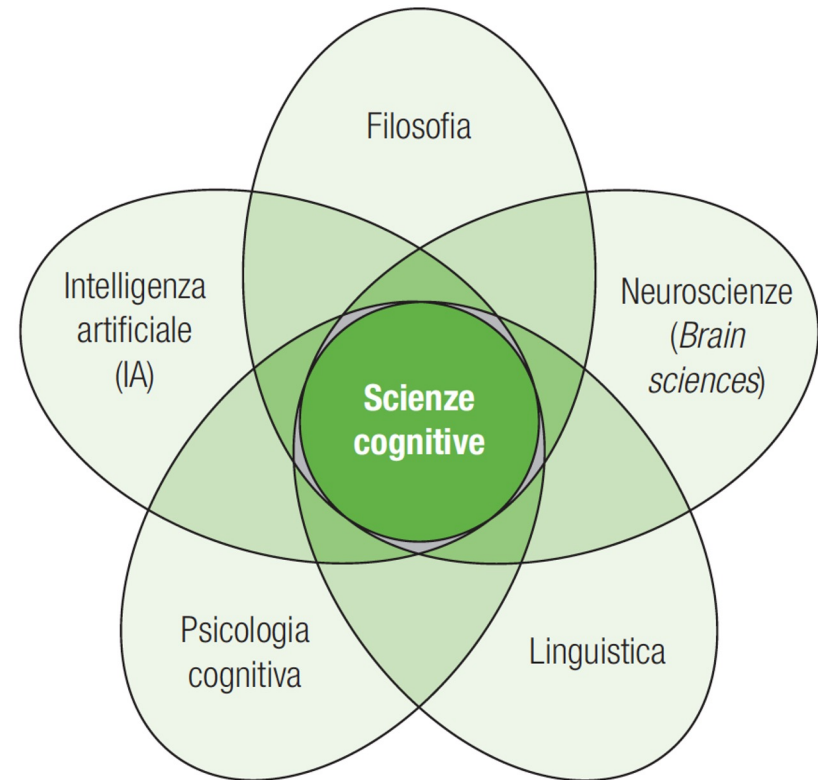 Filosofia
Intelligenza
artificiale
(IA)
Neuroscienze
(Brain
sciences)
Scienze
cognitive
Psicologia
cognitiva
Linguistica